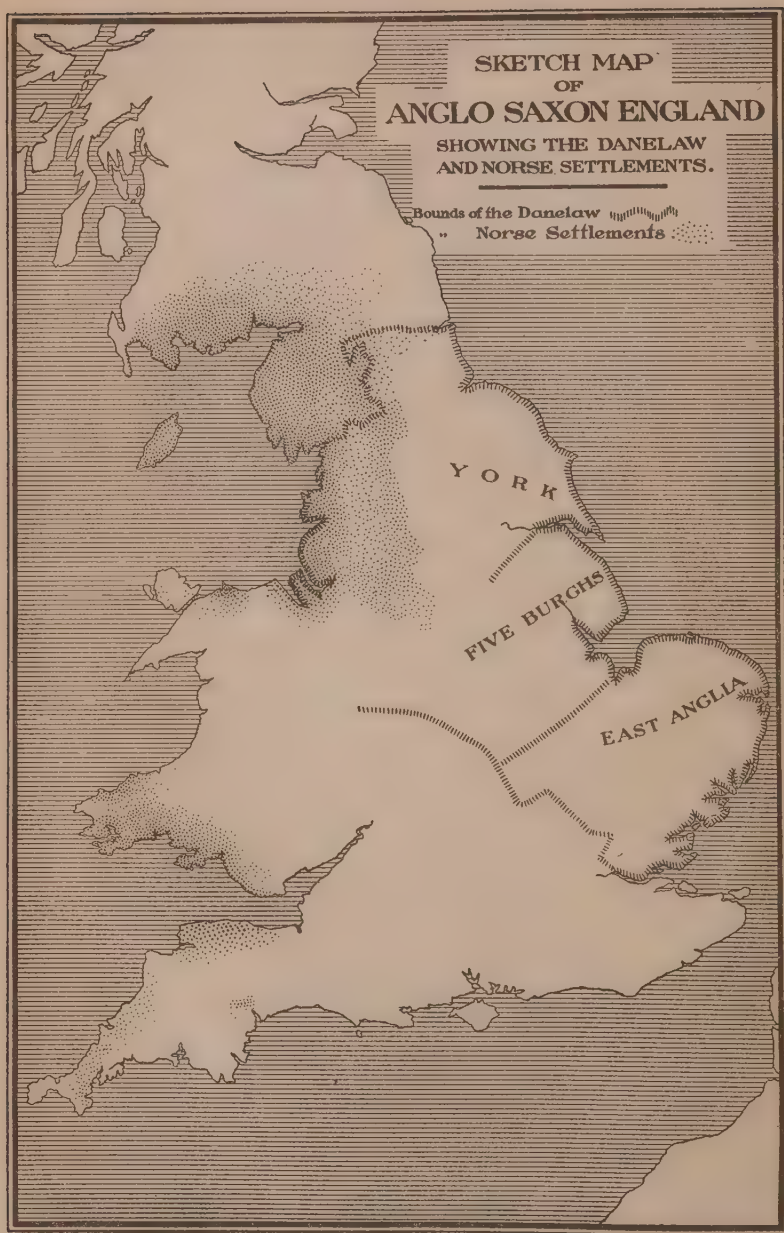 SKETCH MAP
OF
ANGLO SAXON ENGLAND
SHOWING THE DANELAW
AND NORSE SETTLEMENTS.
Bounds of the Danelaw
„ Norse Settlements
YORK
FIVE BURGHS
EAST ANGLIA